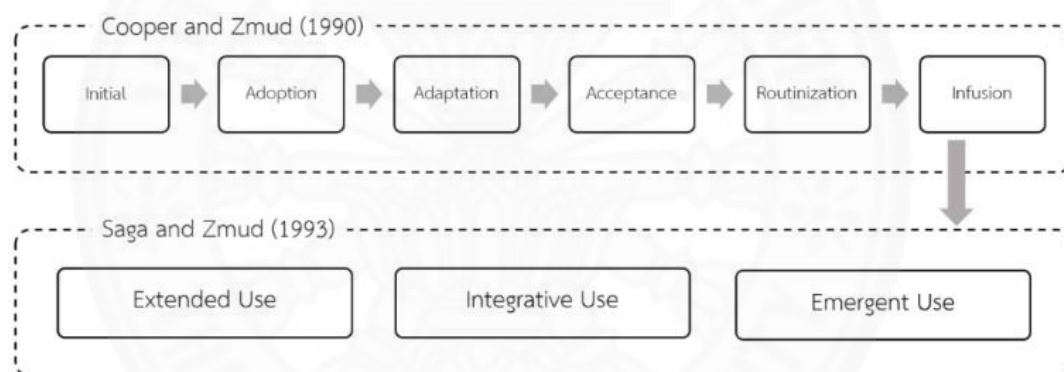 Cooper and Zmud (1990)
Initial
Adoption
Adaptation
Acceptance
Routinization
Infusion
Saga and Zmud (1993)
Extended Use
Integrative Use
Emergent Use